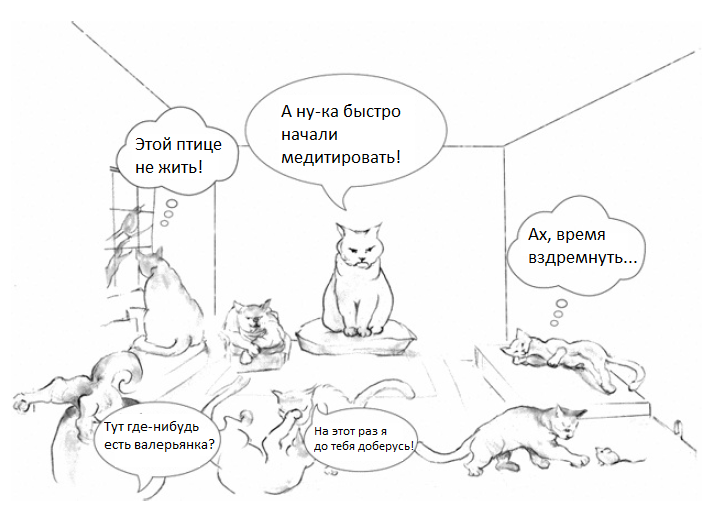 А ну-ка быстро
начали
медитировать!
Этой птице
не жить!
Ах, время
вздремнуть...
Тут где-нибудь
есть валерьянка?
На этот раз я
до тебя доберусь!